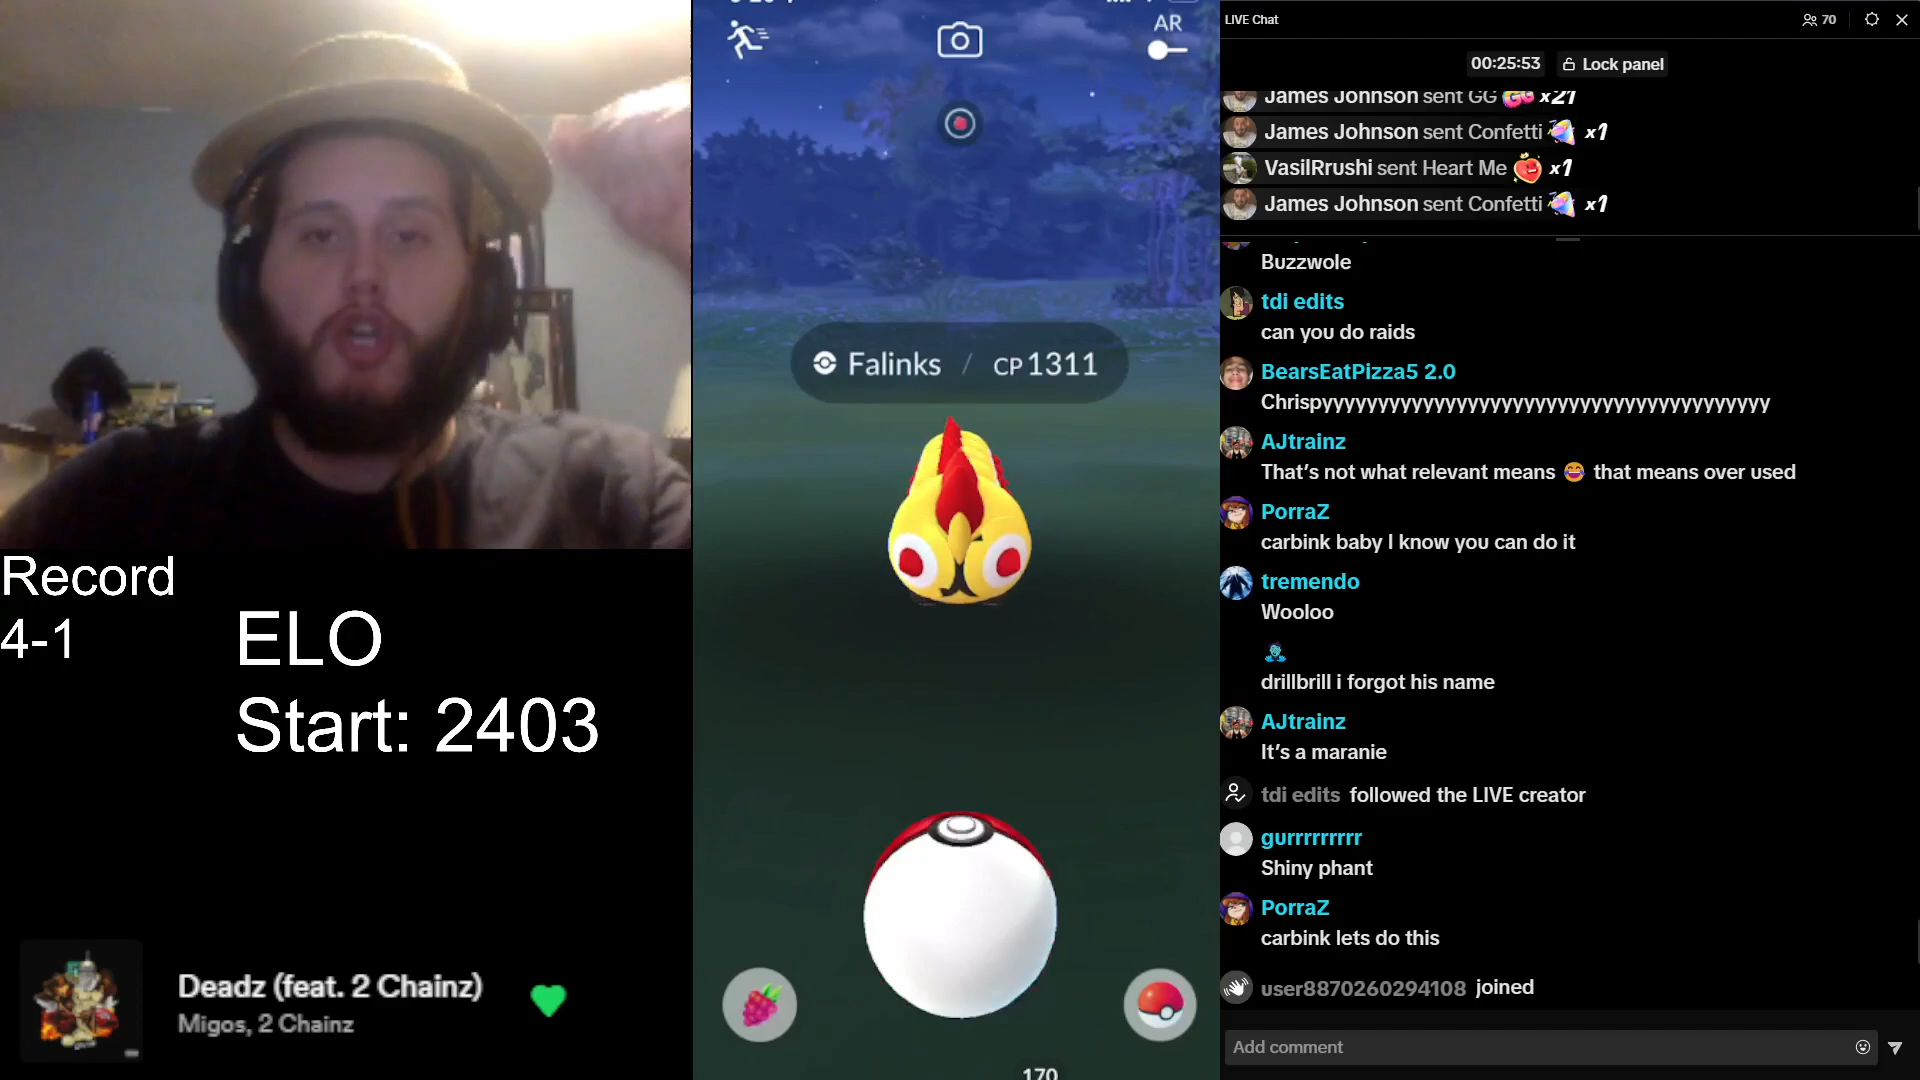 AR
Falinks / CP1311
170
Record
4-1
ELO
Start: 2403
Deadz (feat. 2 Chainz)
Migos, 2 Chainz
LIVE Chat
70
00:25:53
Lock panel
James Johnson sent GG x21
James Johnson sent Confetti x1
VasilRrushi sent Heart Me x1
James Johnson sent Confetti x1
Buzzwole
tdi edits
can you do raids
BearsEatPizza5 2.0
Chrispyyyyyyyyyyyyyyyyyyyyyyyyyyyyyyyyyyyyyyyy
AJtrainz
That’s not what relevant means 😂 that means over used
PorraZ
carbink baby I know you can do it
tremendo
Wooloo
drillbrill i forgot his name
AJtrainz
It’s a maranie
tdi edits followed the LIVE creator
gurrrrrrrrr
Shiny phant
PorraZ
carbink lets do this
user8870260294108 joined
Add comment